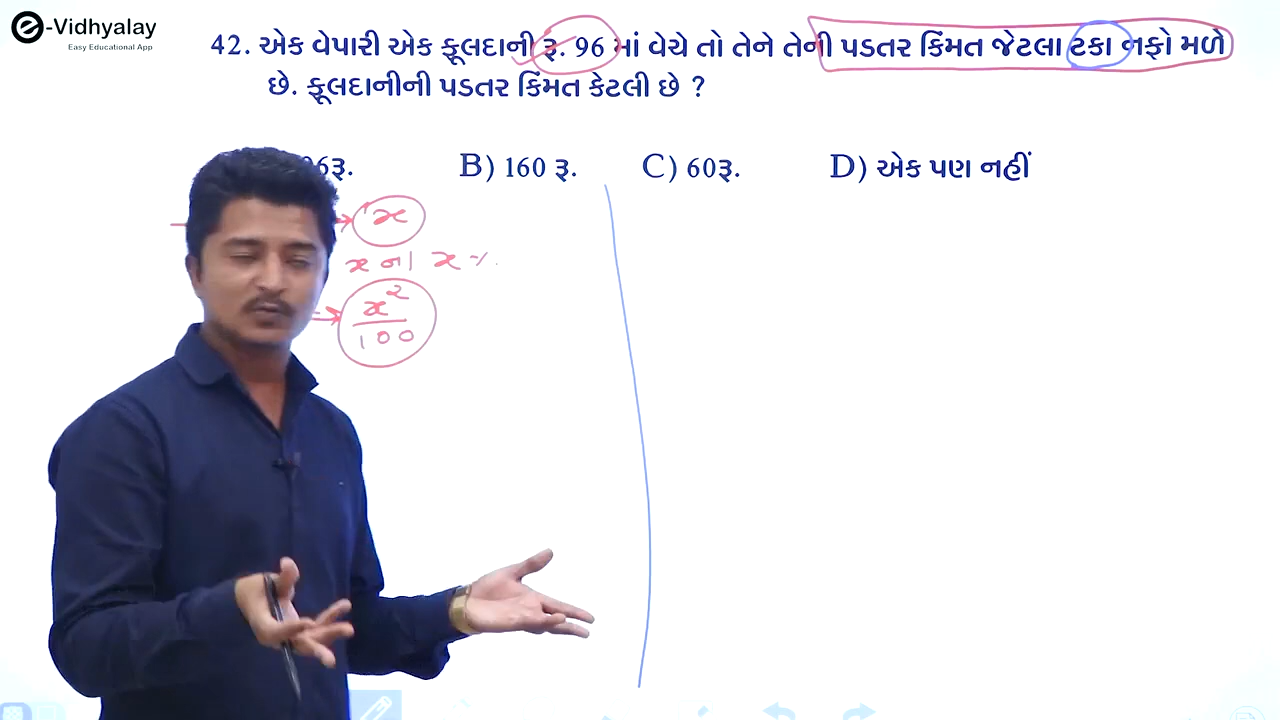 e-Vidhyalay
Easy Educational App
42. એક વેપારી એક ફૂલદાની રૂ. 96 માં વેચે તો તેને તેની પડતર કિંમત જેટલા ટકા નફો મળે
છે. ફૂલદાનીની પડતર કિંમત કેટલી છે ?
6રૂ. B) 160 રૂ. C) 60રૂ. D) એક પણ નહીં
x
x ના x %.
x²
100